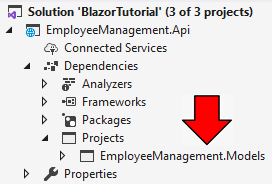 Solution 'BlazorTutorial' (3 of 3 projects)
EmployeeManagement.Api
Connected Services
Dependencies
Analyzers
Frameworks
Packages
Projects
EmployeeManagement.Models
Properties